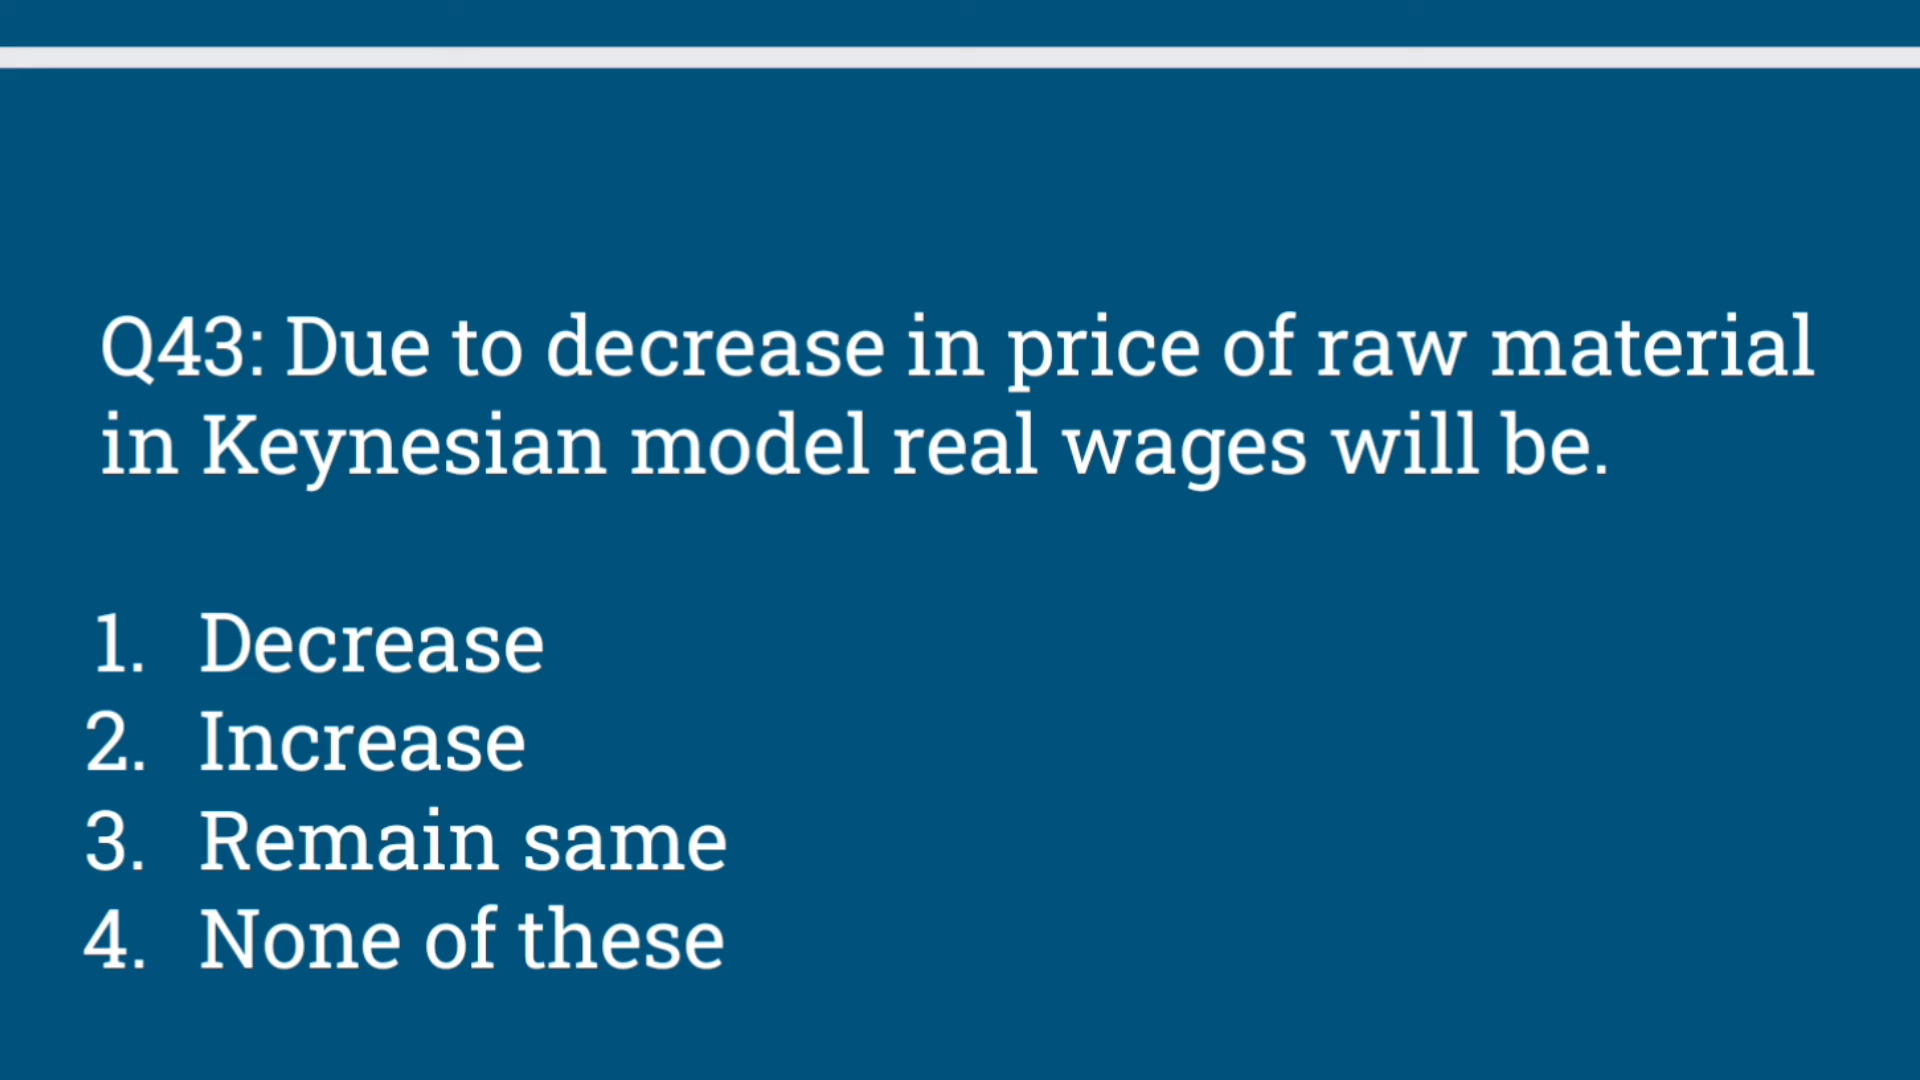 Q43: Due to decrease in price of raw material
in Keynesian model real wages will be.
1. Decrease
2. Increase
3. Remain same
4. None of these